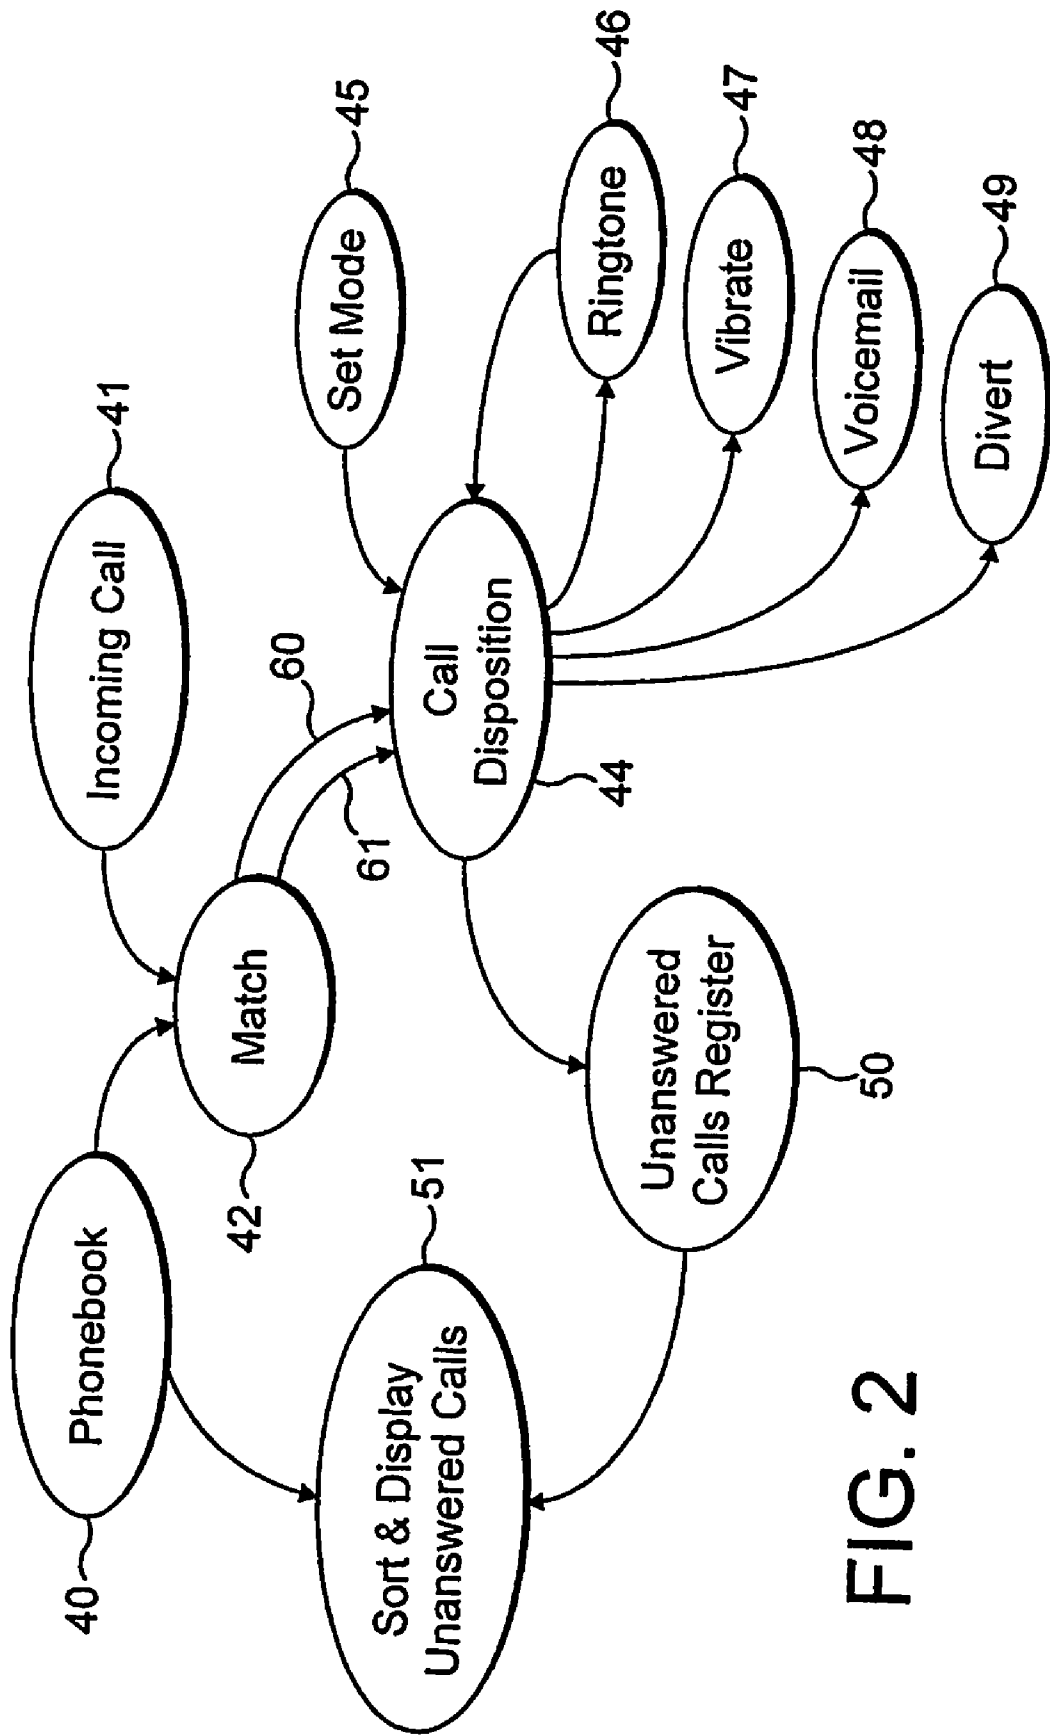 40
Phonebook
Incoming Call
41
42
Match
60
61
Set Mode
45
Sort & Display
Unanswered Calls
51
Call
Disposition
44
Ringtone
46
Unanswered
Calls Register
50
Vibrate
47
Voicemail
48
Divert
49
FIG. 2